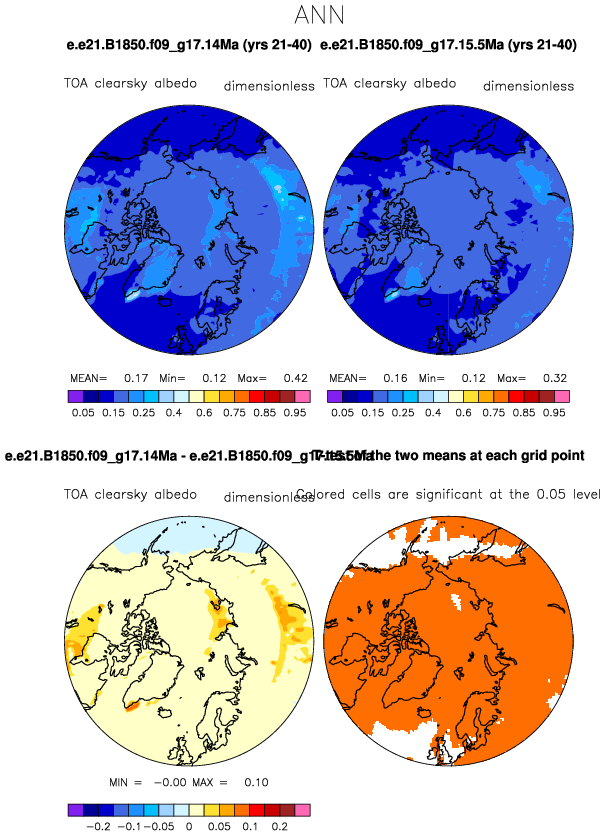 ANN
e.e21.B1850.f09_g17.14Ma (yrs 21-40) e.e21.B1850.f09_g17.15.5Ma (yrs 21-40)
TOA clearsky albedo dimensionless TOA clearsky albedo dimensionless
MEAN= 0.17 Min= 0.12 Max= 0.42 MEAN= 0.16 Min= 0.12 Max= 0.32
0.05 0.15 0.25 0.4 0.6 0.75 0.85 0.95 0.05 0.15 0.25 0.4 0.6 0.75 0.85 0.95
e.e21.B1850.f09_g17.14Ma - e.e21.B1850.f09_g17.15.5Ma T-test of the two means at each grid point
TOA clearsky albedo dimensionless Colored cells are significant at the 0.05 level
MIN = -0.00 MAX = 0.10
-0.2 -0.1 -0.05 0 0.05 0.1 0.2